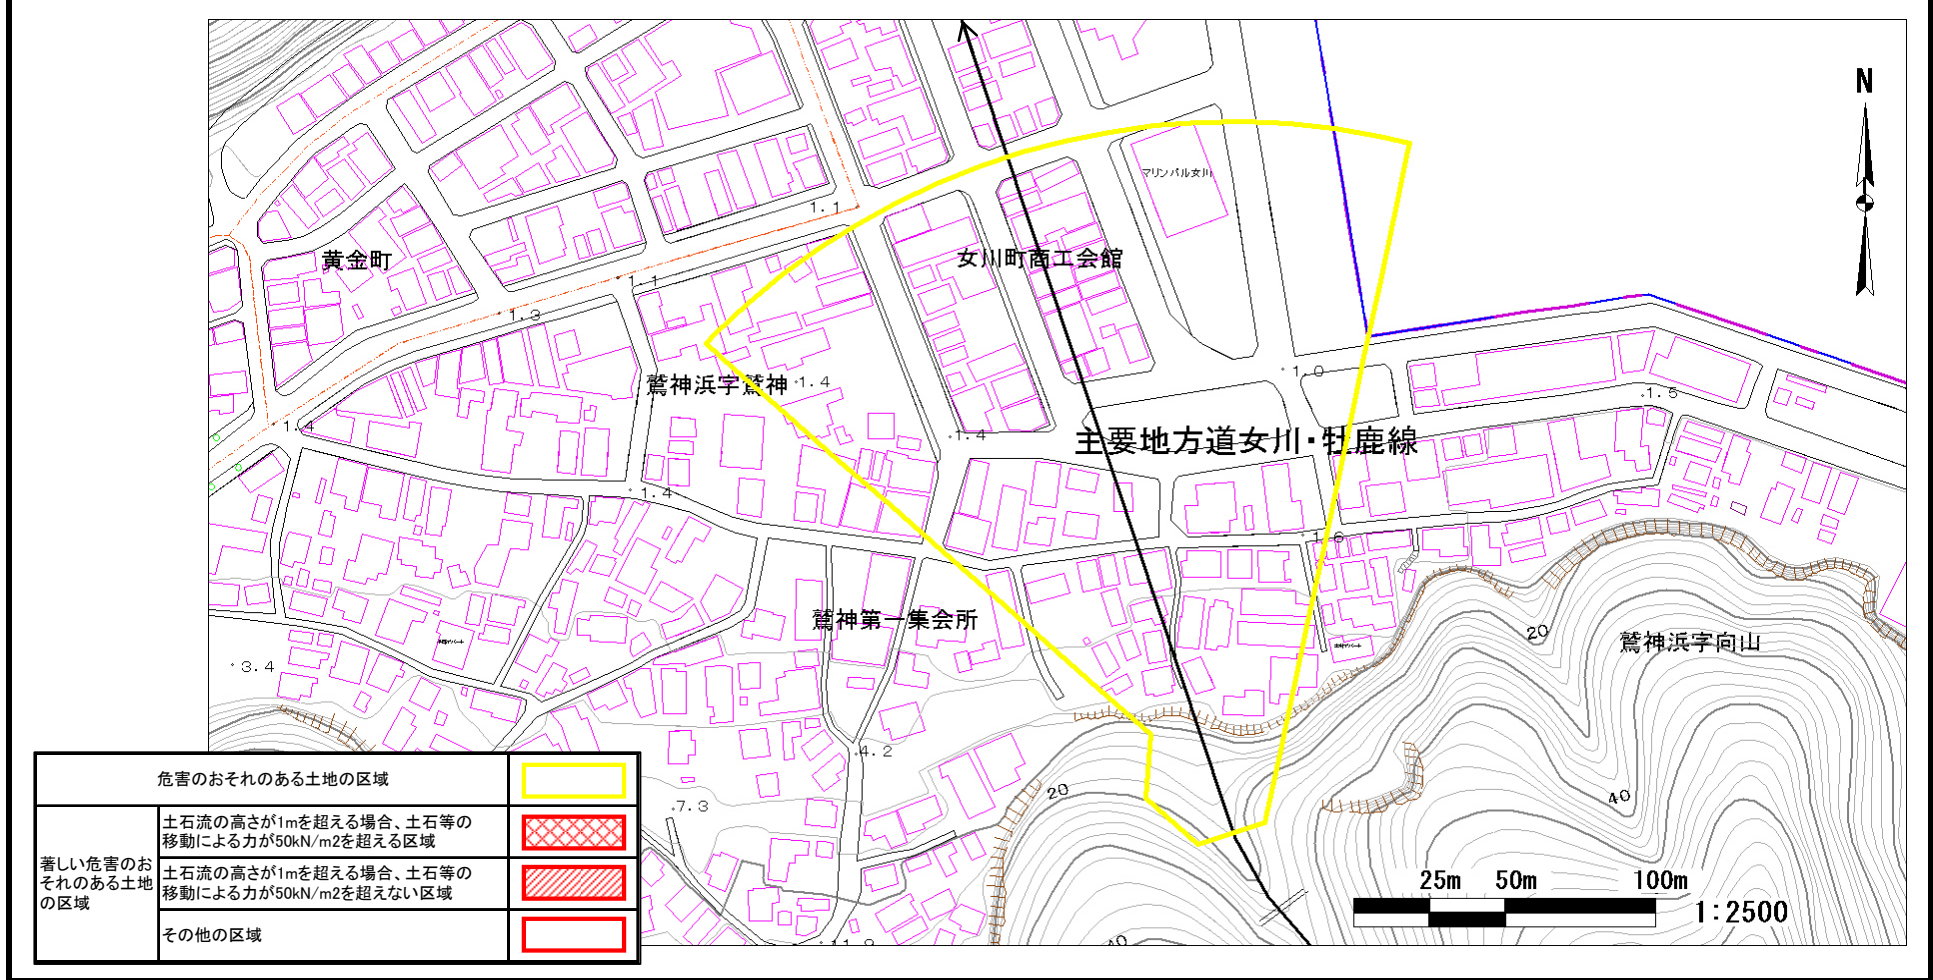 N
マリンパル女川
1.1
黄金町
女川町商工会館
1.1
1.3
鷲神浜字鷲神
1.4
1.0
1.5
1.4
1.4
主要地方道女川・牡鹿線
1.4
1.6
鷲神第一集会所
20
鷲神浜字向山
3.4
4.2
20
7.3
40
危害のおそれのある土地の区域
著しい危害のお
それのある土地
の区域
土石流の高さが1mを超える場合、土石等の
移動による力が50kN/m2を超える区域
土石流の高さが1mを超える場合、土石等の
移動による力が50kN/m2を超えない区域
その他の区域
25m 50m 100m
1:2500